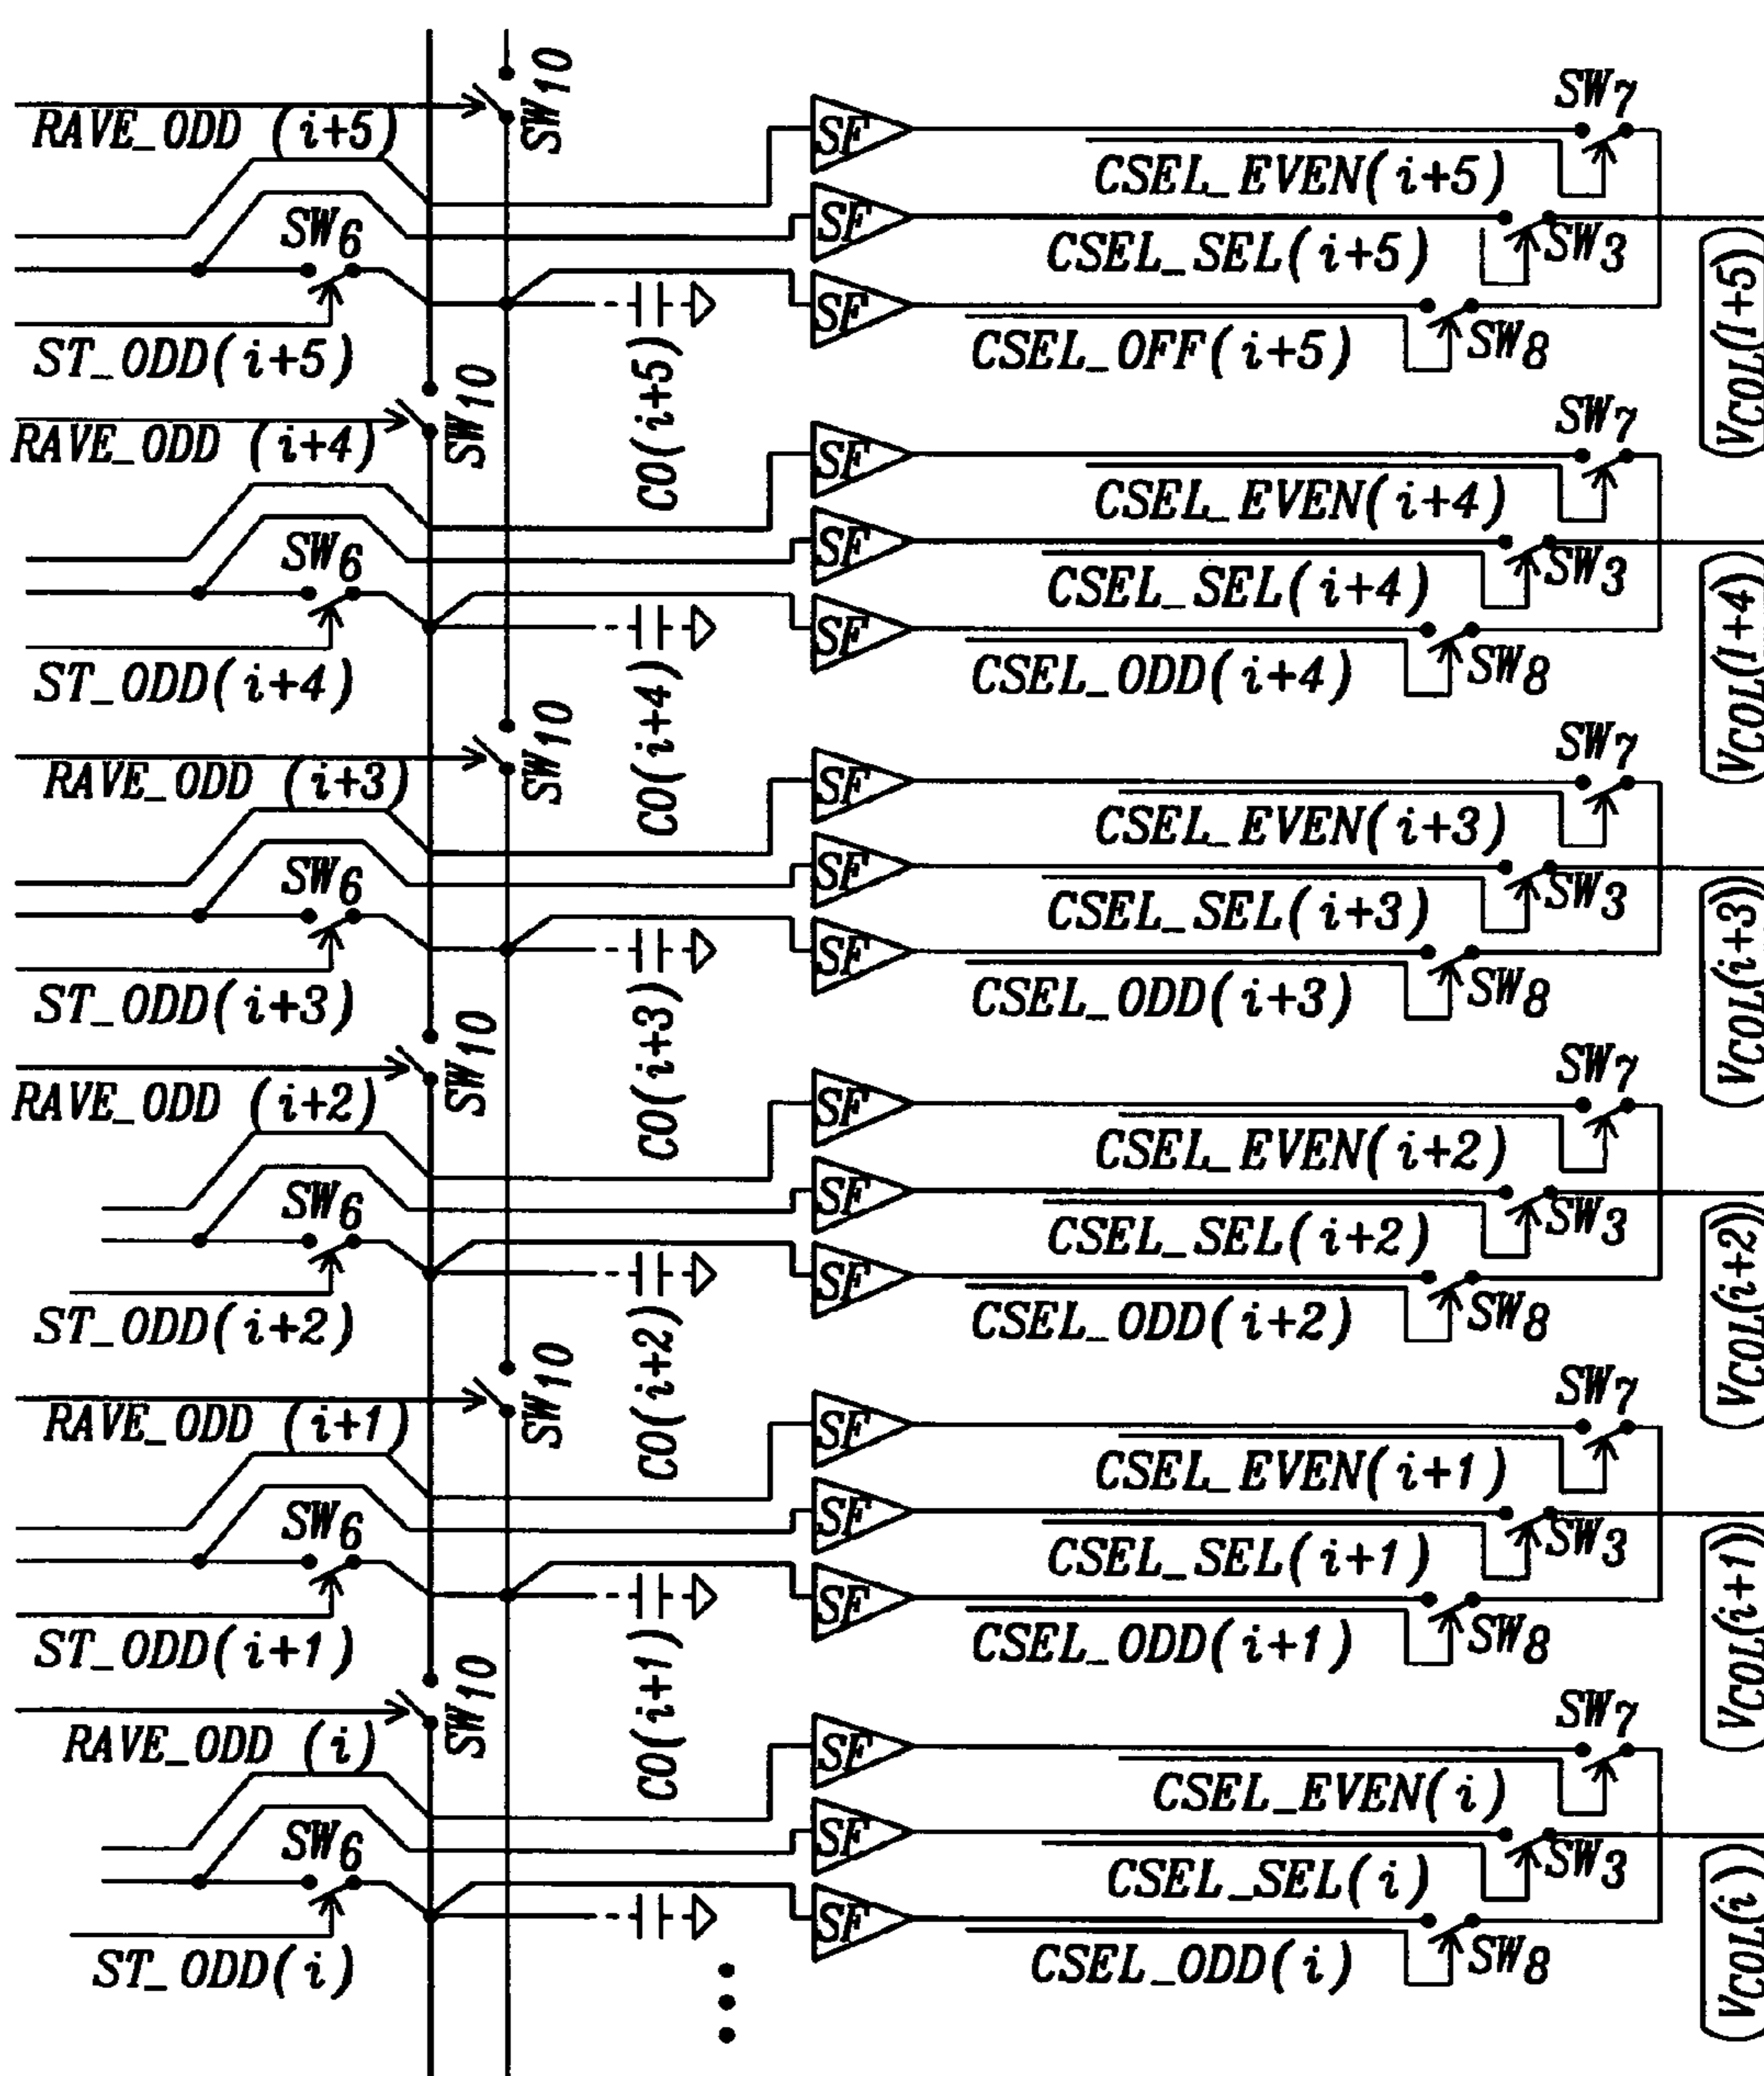 SW10
RAVE_ODD (i+5)
SF
SW7
CSEL_EVEN(i+5)
SW6
SF
CSEL_SEL(i+5)
SW3
ST_ODD(i+5)
CO(i+5)
SF
CSEL_OFF(i+5)
SW8
VCOL(I+5)
RAVE_ODD (i+4)
SW10
SF
SW7
CSEL_EVEN(i+4)
SW6
SF
CSEL_SEL(i+4)
SW3
ST_ODD(i+4)
CO(i+4)
SF
CSEL_ODD(i+4)
SW8
VCOL(I+4)
RAVE_ODD (i+3)
SW10
SF
SW7
CSEL_EVEN(i+3)
SW6
SF
CSEL_SEL(i+3)
SW3
ST_ODD(i+3)
CO(i+3)
SF
CSEL_ODD(i+3)
SW8
VCOL(i+3)
RAVE_ODD (i+2)
SW10
SF
SW7
CSEL_EVEN(i+2)
SW6
SF
CSEL_SEL(i+2)
SW3
ST_ODD(i+2)
CO(i+2)
SF
CSEL_ODD(i+2)
SW8
VCOL(i+2)
RAVE_ODD (i+1)
SW10
SF
SW7
CSEL_EVEN(i+1)
SW6
SF
CSEL_SEL(i+1)
SW3
ST_ODD(i+1)
CO(i+1)
SF
CSEL_ODD(i+1)
SW8
VCOL(i+1)
RAVE_ODD (i)
SW10
SF
SW7
CSEL_EVEN(i)
SW6
SF
CSEL_SEL(i)
SW3
ST_ODD(i)
SF
CSEL_ODD(i)
SW8
VCOL(i)